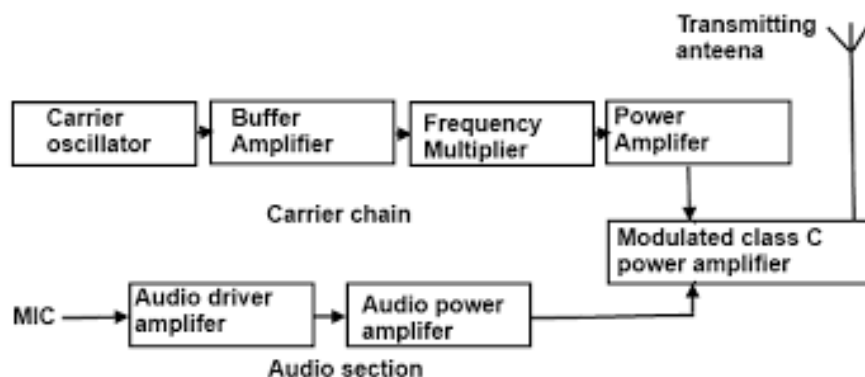 Transmitting
anteena
Carrier
oscillator
Buffer
Amplifier
Frequency
Multiplier
Power
Amplifer
Carrier chain
Modulated class C
power amplifier
MIC
Audio driver
amplifer
Audio power
amplifer
Audio section